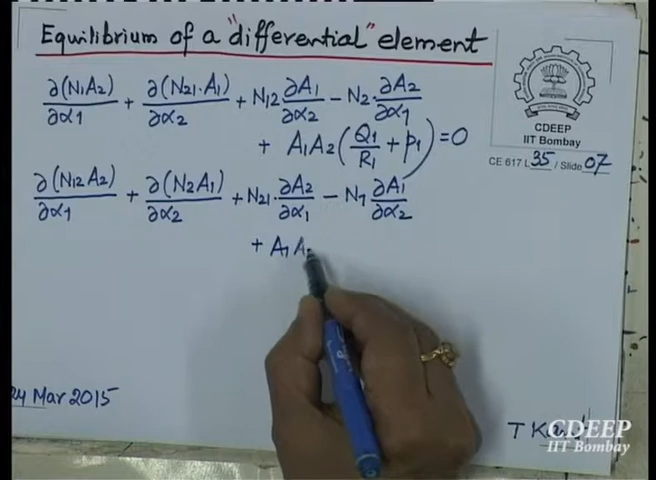 Equilibrium of a "differential" element
∂(N₁A₂)/∂α₁ + ∂(N₂₁·A₁)/∂α₂ + N₁₂ ∂A₁/∂α₂ − N₂·∂A₂/∂α₁
+ A₁A₂(Q₁/R₁ + p₁) = 0
∂(N₁₂A₂)/∂α₁ + ∂(N₂A₁)/∂α₂ + N₂₁·∂A₂/∂α₁ − N₁ ∂A₁/∂α₂
+ A₁A
CDEEP
IIT Bombay
CE 617 L 35 / Slide 07
24 Mar 2015
T
CDEEP
IIT Bombay